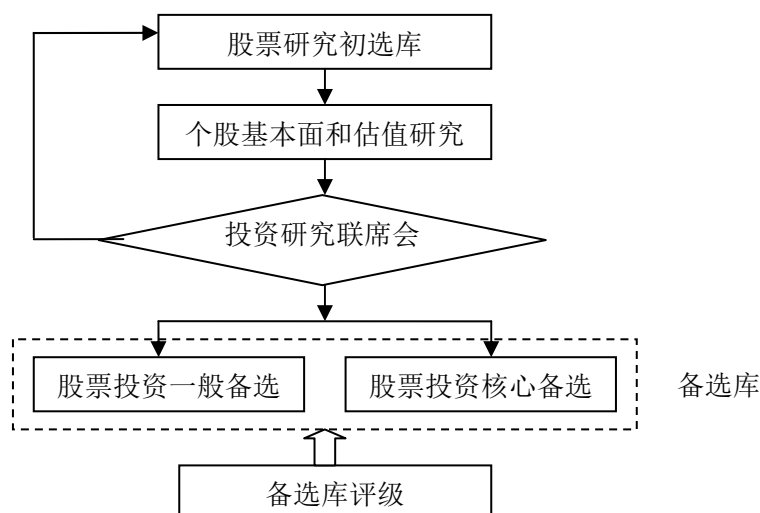 股票研究初选库
个股基本面和估值研究
投资研究联席会
股票投资一般备选
股票投资核心备选
备选库
备选库评级